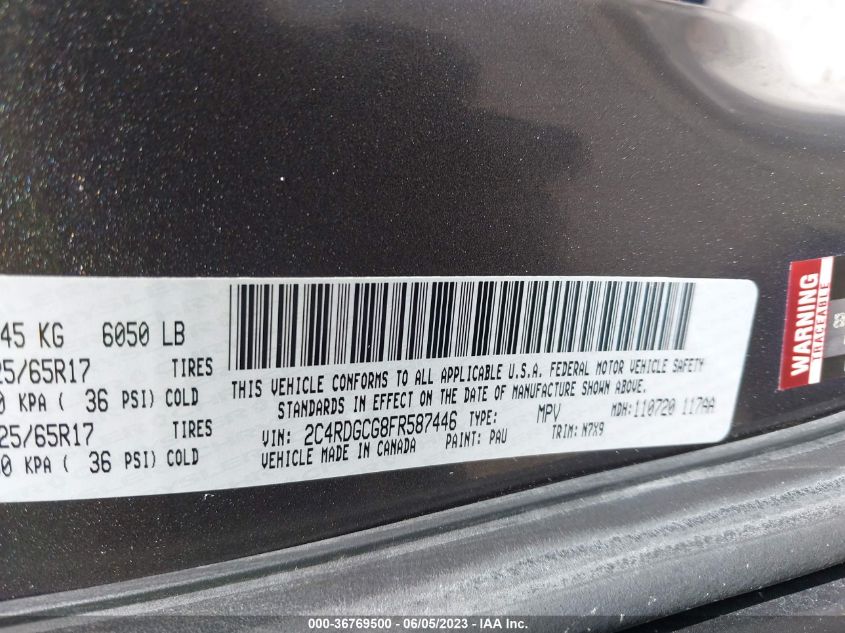 45 KG 6050 LB
25/65R17 TIRES
0 KPA ( 36 PSI) COLD
25/65R17 TIRES
0 KPA ( 36 PSI) COLD
THIS VEHICLE CONFORMS TO ALL APPLICABLE U.S.A. FEDERAL MOTOR VEHICLE SAFETY
STANDARDS IN EFFECT ON THE DATE OF MANUFACTURE SHOWN ABOVE.
VIN: 2C4RDGCG8FR587446 TYPE: MPV MDH: 110720 117AA
VEHICLE MADE IN CANADA PAINT: PAU TRIM: N7X9
WARNING
TRACEABLE
000-36769500 - 06/05/2023 - IAA Inc.